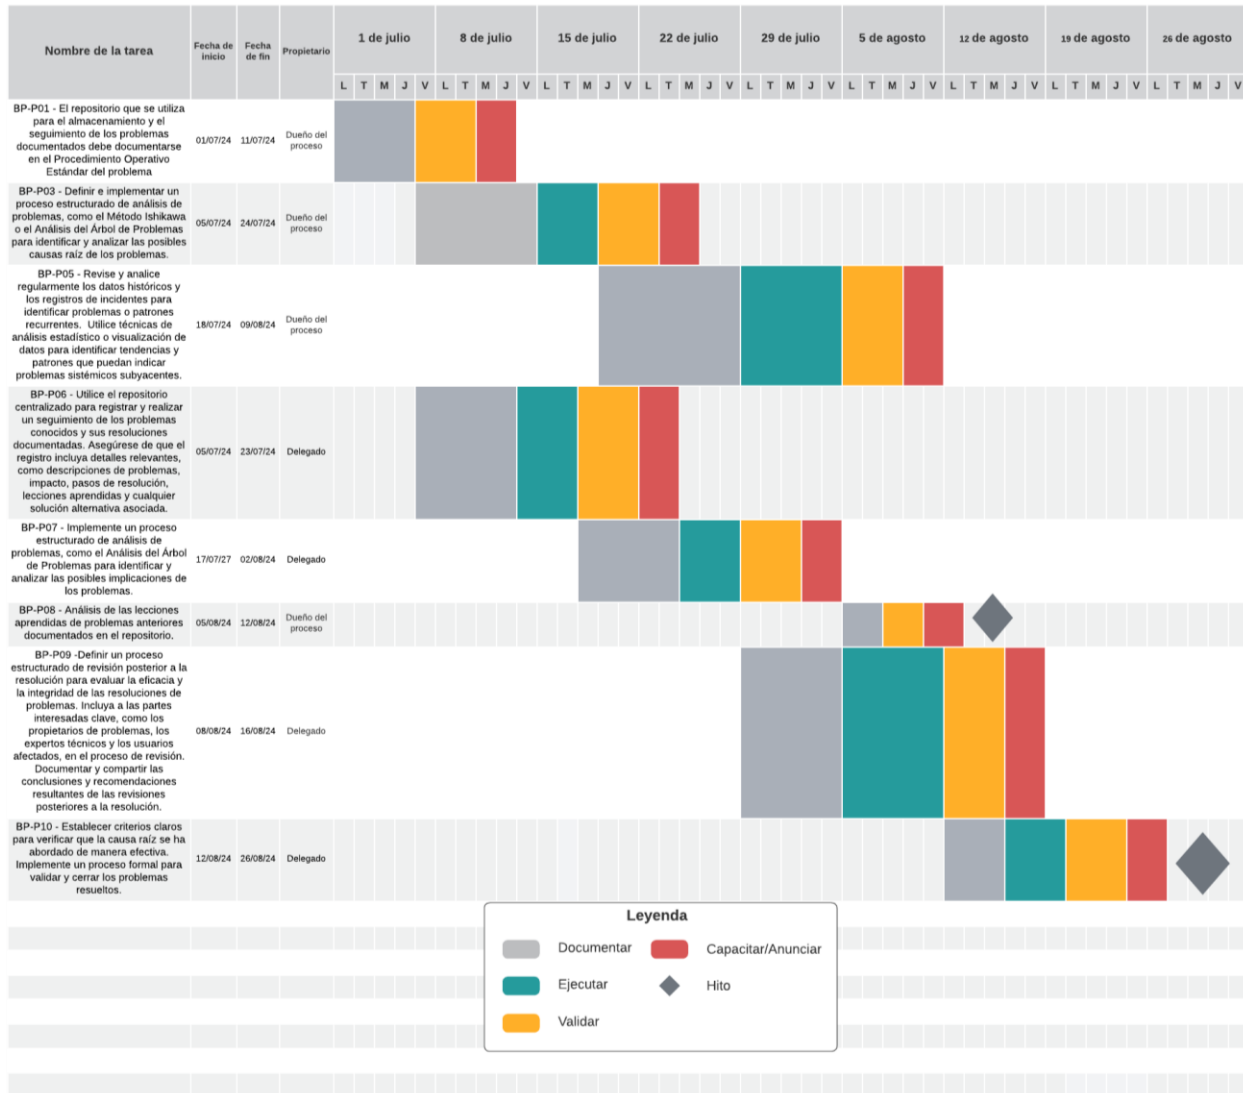 Nombre de la tarea
Fecha de
inicio
Fecha
de fin
Propietario
1 de julio
8 de julio
15 de julio
22 de julio
29 de julio
5 de agosto
12 de agosto
19 de agosto
26 de agosto
L T M J V L T M J V L T M J V L T M J V L T M J V L T M J V L T M J V L T M J V L T M J V
BP-P01 - El repositorio que se utiliza
para el almacenamiento y el
seguimiento de los problemas
documentados debe documentarse
en el Procedimiento Operativo
Estándar del problema
01/07/24
11/07/24
Dueño del
proceso
BP-P03 - Definir e implementar un
proceso estructurado de análisis de
problemas, como el Método Ishikawa
o el Análisis del Árbol de Problemas
para identificar y analizar las posibles
causas raíz de los problemas.
05/07/24
24/07/24
Dueño del
proceso
BP-P05 - Revise y analice
regularmente los datos históricos y
los registros de incidentes para
identificar problemas o patrones
recurrentes. Utilice técnicas de
análisis estadístico o visualización de
datos para identificar tendencias y
patrones que puedan indicar
problemas sistémicos subyacentes.
18/07/24
09/08/24
Dueño del
proceso
BP-P06 - Utilice el repositorio
centralizado para registrar y realizar
un seguimiento de los problemas
conocidos y sus resoluciones
documentadas. Asegúrese de que el
registro incluya detalles relevantes,
como descripciones de problemas,
impacto, pasos de resolución,
lecciones aprendidas y cualquier
solución alternativa asociada.
05/07/24
23/07/24
Delegado
BP-P07 - Implemente un proceso
estructurado de análisis de
problemas, como el Análisis del Árbol
de Problemas para identificar y
analizar las posibles implicaciones de
los problemas.
17/07/27
02/08/24
Delegado
BP-P08 - Análisis de las lecciones
aprendidas de problemas anteriores
documentados en el repositorio.
05/08/24
12/08/24
Dueño del
proceso
BP-P09 -Definir un proceso
estructurado de revisión posterior a la
resolución para evaluar la eficacia y
la integridad de las resoluciones de
problemas. Incluya a las partes
interesadas clave, como los
propietarios de problemas, los
expertos técnicos y los usuarios
afectados, en el proceso de revisión.
Documentar y compartir las
conclusiones y recomendaciones
resultantes de las revisiones
posteriores a la resolución.
08/08/24
16/08/24
Delegado
BP-P10 - Establecer criterios claros
para verificar que la causa raíz se ha
abordado de manera efectiva.
Implemente un proceso formal para
validar y cerrar los problemas
resueltos.
12/08/24
26/08/24
Delegado
Leyenda
Documentar
Capacitar/Anunciar
Ejecutar
Hito
Validar